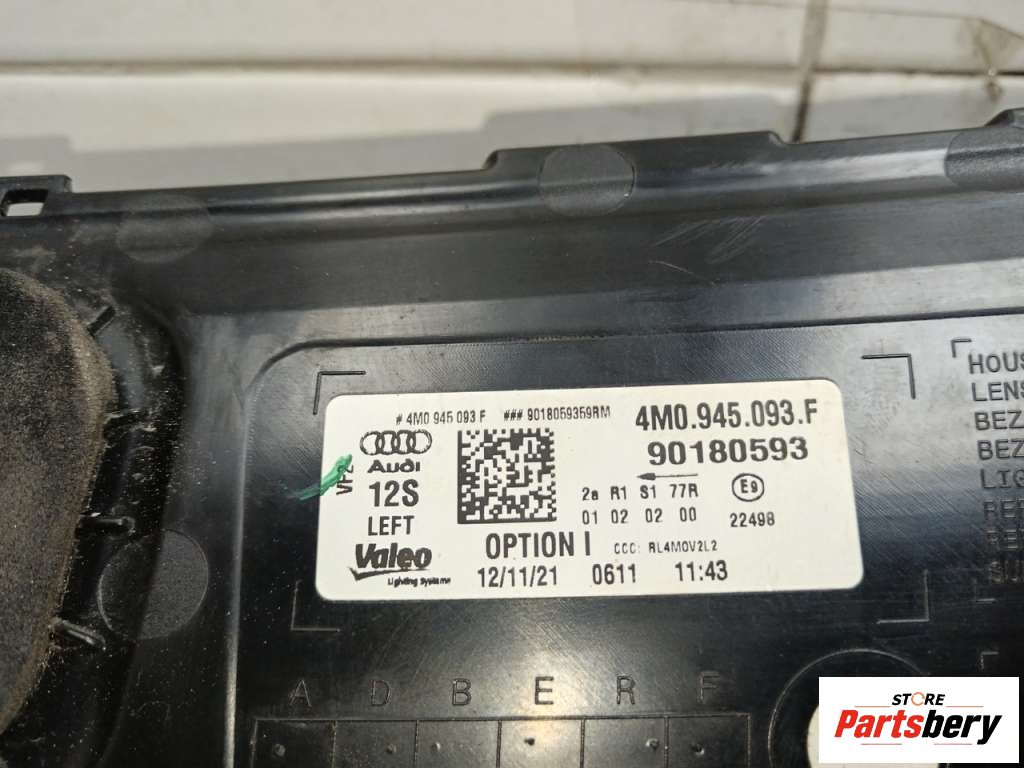 # 4M0 945 093 F ### 9018059359RM 4M0.945.093.F
90180593
Audi
VP2
12S
LEFT
2a R1 S1 77R E9
01 02 02 00 22498
Valeo
Lighting Systems
OPTION I CCC: RL4M0V2L2
12/11/21 0611 11:43
HOUS
LENS
BEZ
BEZ
A D B E R F
STORE
Partsbery